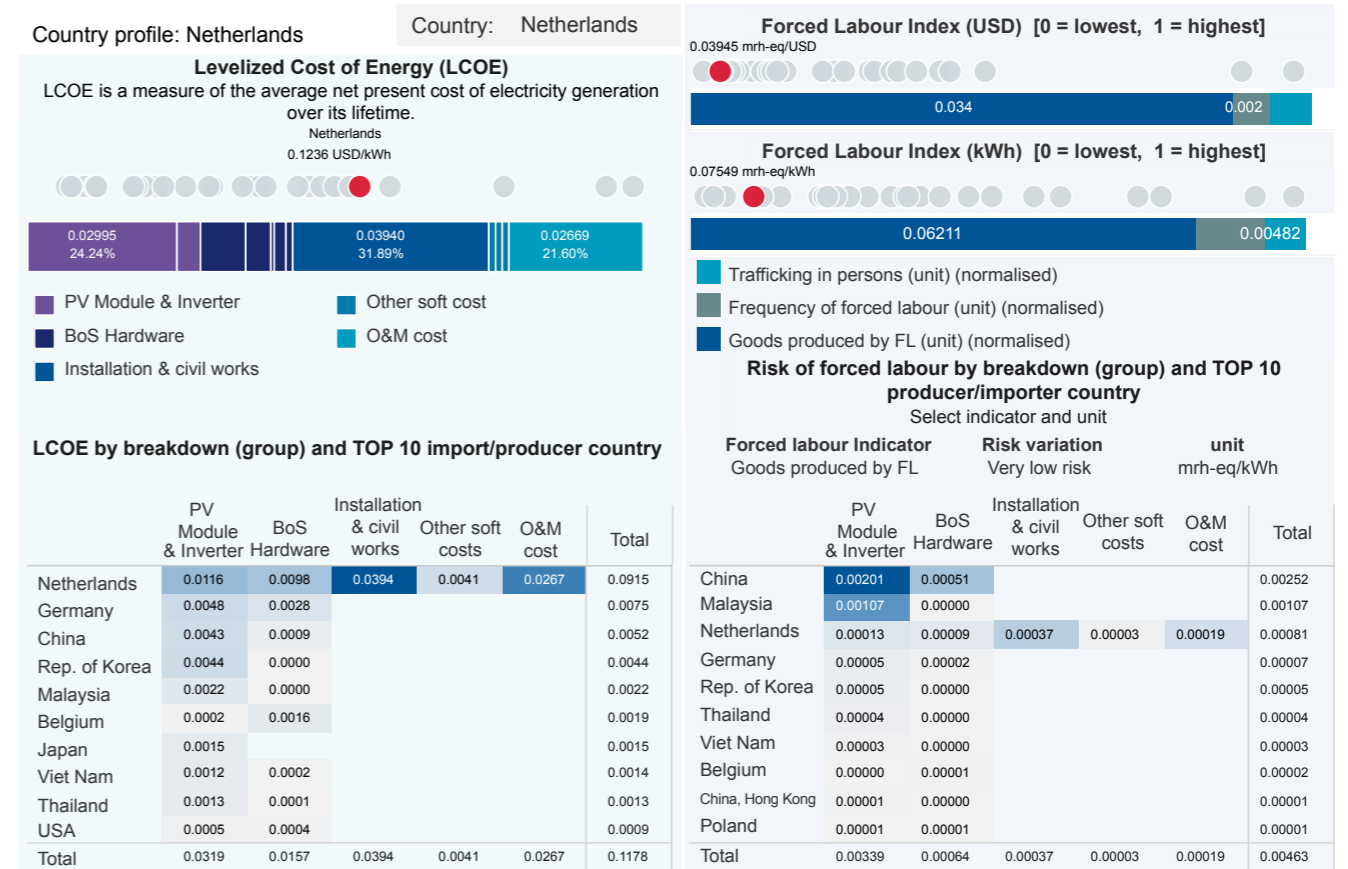 Country profile: Netherlands
Country: Netherlands
Levelized Cost of Energy (LCOE)
LCOE is a measure of the average net present cost of electricity generation
over its lifetime.
Netherlands
0.1236 USD/kWh
0.02995 0.03940 0.02669
24.24% 31.89% 21.60%
PV Module & Inverter Other soft cost
BoS Hardware O&M cost
Installation & civil works
LCOE by breakdown (group) and TOP 10 import/producer country
PV Module & Inverter BoS Hardware Installation & civil works Other soft costs O&M cost Total
Netherlands 0.0116 0.0098 0.0394 0.0041 0.0267 0.0915
Germany 0.0048 0.0028 0.0075
China 0.0043 0.0009 0.0052
Rep. of Korea 0.0044 0.0000 0.0044
Malaysia 0.0022 0.0000 0.0022
Belgium 0.0002 0.0016 0.0019
Japan 0.0015 0.0015
Viet Nam 0.0012 0.0002 0.0014
Thailand 0.0013 0.0001 0.0013
USA 0.0005 0.0004 0.0009
Total 0.0319 0.0157 0.0394 0.0041 0.0267 0.1178
Forced Labour Index (USD) [0 = lowest, 1 = highest]
0.03945 mrh-eq/USD
0.034 0.002
Forced Labour Index (kWh) [0 = lowest, 1 = highest]
0.07549 mrh-eq/kWh
0.06211 0.00482
Trafficking in persons (unit) (normalised)
Frequency of forced labour (unit) (normalised)
Goods produced by FL (unit) (normalised)
Risk of forced labour by breakdown (group) and TOP 10
producer/importer country
Select indicator and unit
Forced labour Indicator Risk variation unit
Goods produced by FL Very low risk mrh-eq/kWh
PV Module & Inverter BoS Hardware Installation & civil works Other soft costs O&M cost Total
China 0.00201 0.00051 0.00252
Malaysia 0.00107 0.00000 0.00107
Netherlands 0.00013 0.00009 0.00037 0.00003 0.00019 0.00081
Germany 0.00005 0.00002 0.00007
Rep. of Korea 0.00005 0.00000 0.00005
Thailand 0.00004 0.00000 0.00004
Viet Nam 0.00003 0.00000 0.00003
Belgium 0.00000 0.00001 0.00002
China, Hong Kong 0.00001 0.00000 0.00001
Poland 0.00001 0.00001 0.00001
Total 0.00339 0.00064 0.00037 0.00003 0.00019 0.00463